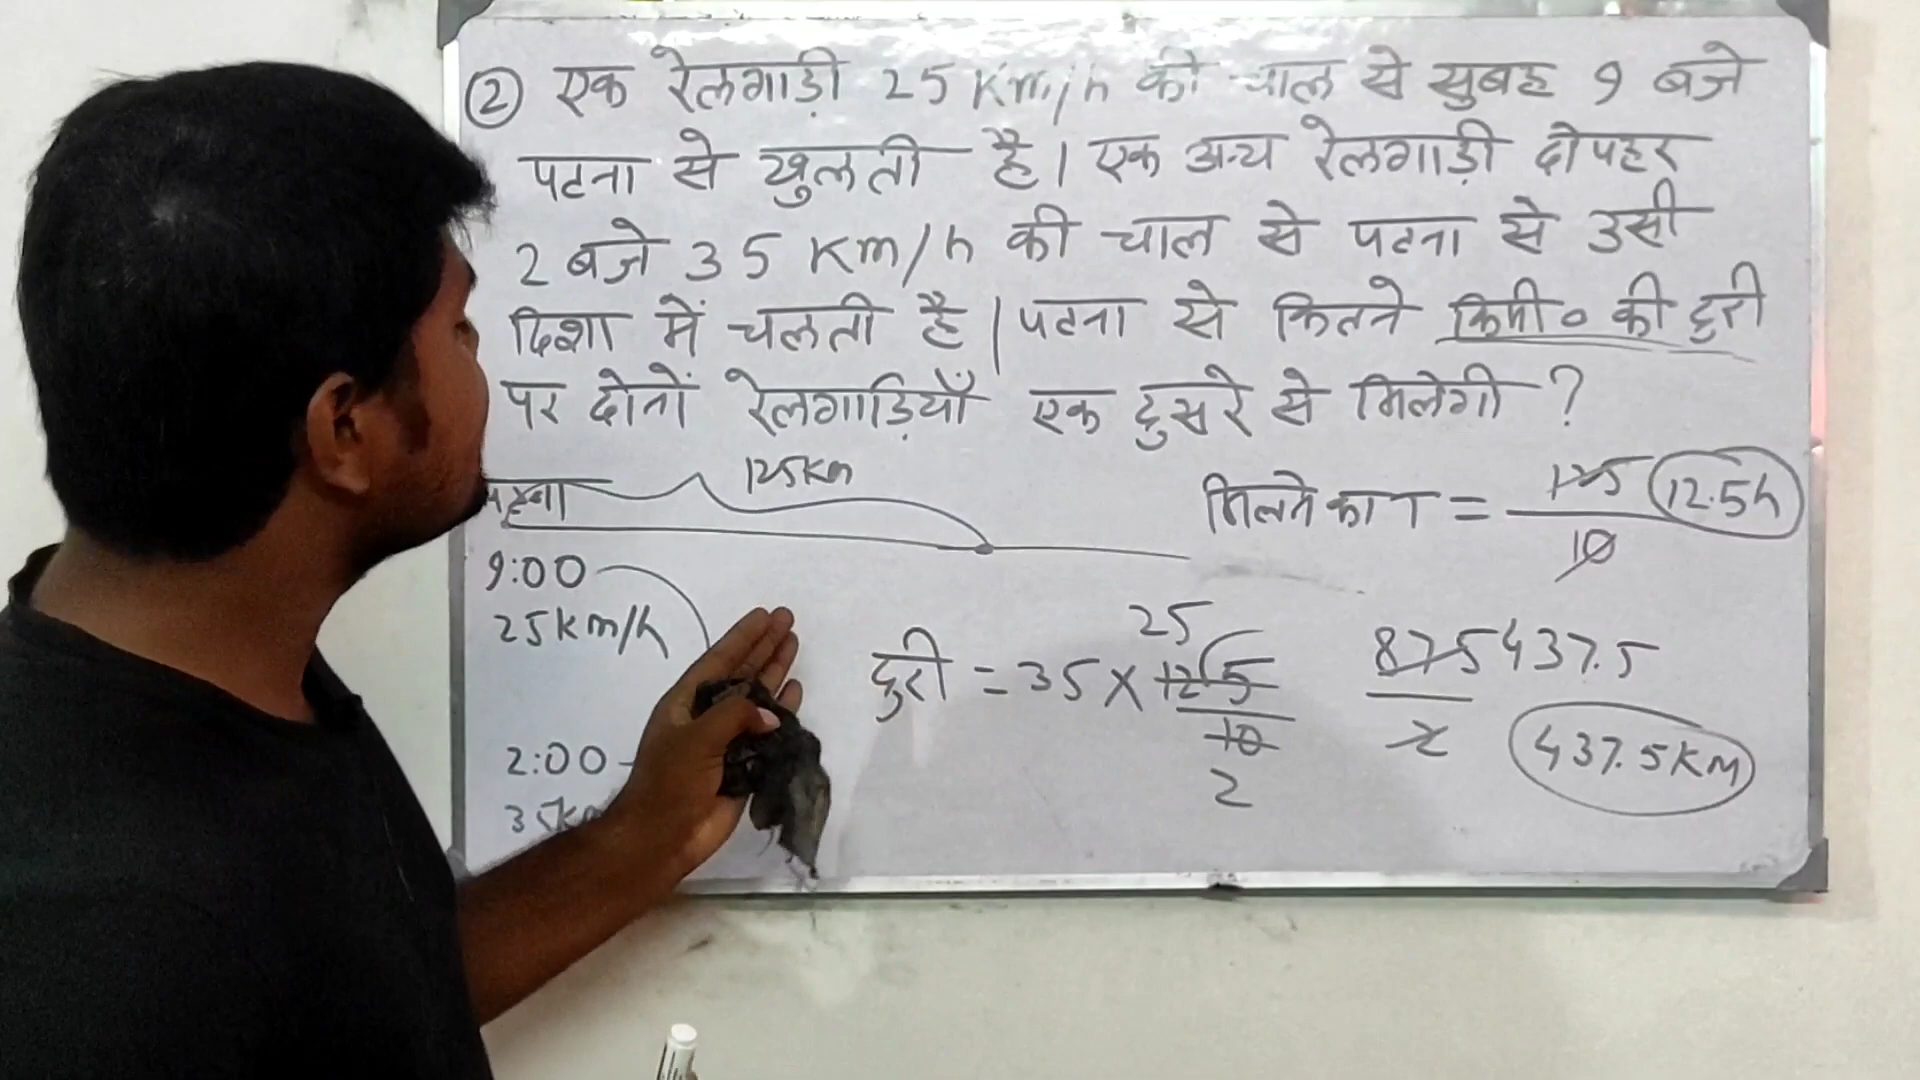 ② एक रेलगाड़ी 25 Km/h की चाल से सुबह 9 बजे
पटना से खुलती है। एक अन्य रेलगाड़ी दोपहर
2 बजे 35 Km/h की चाल से पटना से उसी
दिशा में चलती है। पटना से कितने किमी० की दुरी
पर दोनों रेलगाड़ियाँ एक दुसरे से मिलेगी ?
125Km
पटना
मिलने का T = 125/10 12.5h
9:00
25Km/h
दुरी = 35 × 125/10 25 2
875/2 437.5
437.5KM
2:00